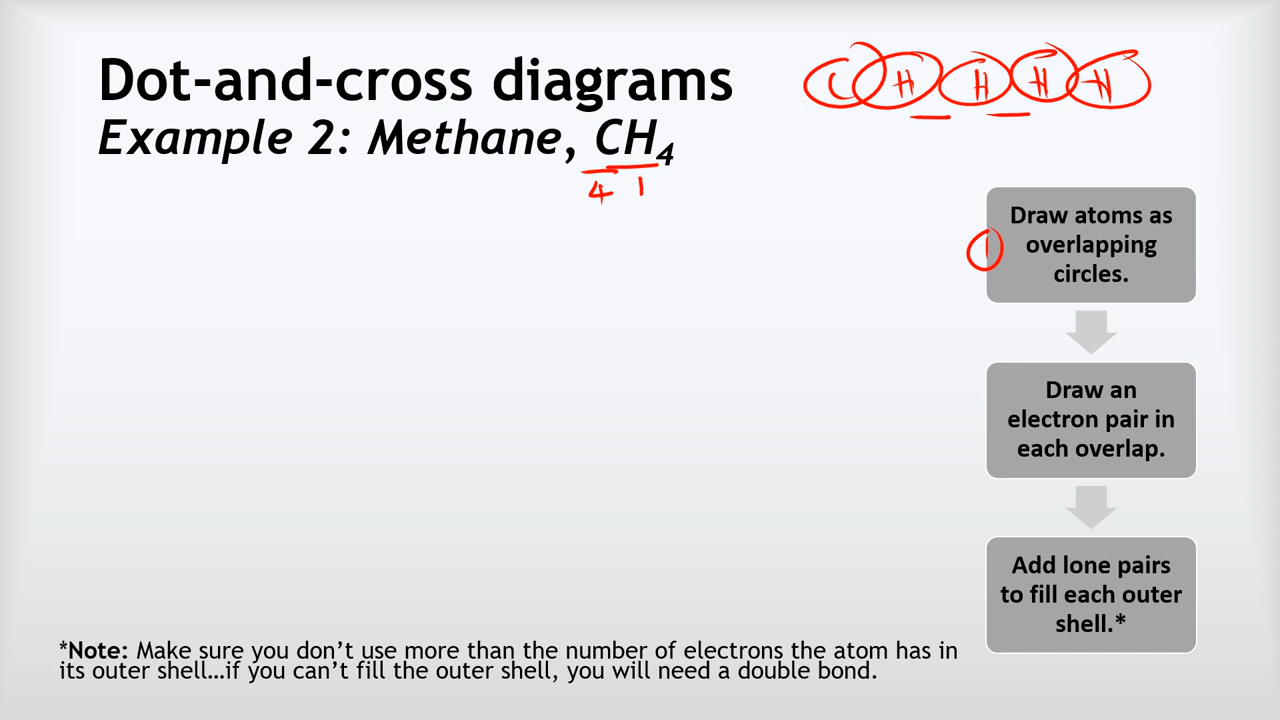 Dot-and-cross diagrams
Example 2: Methane, CH₄
4 1
C H H H H
1
Draw atoms as
overlapping
circles.
Draw an
electron pair in
each overlap.
Add lone pairs
to fill each outer
shell.*
*Note: Make sure you don’t use more than the number of electrons the atom has in
its outer shell…if you can’t fill the outer shell, you will need a double bond.